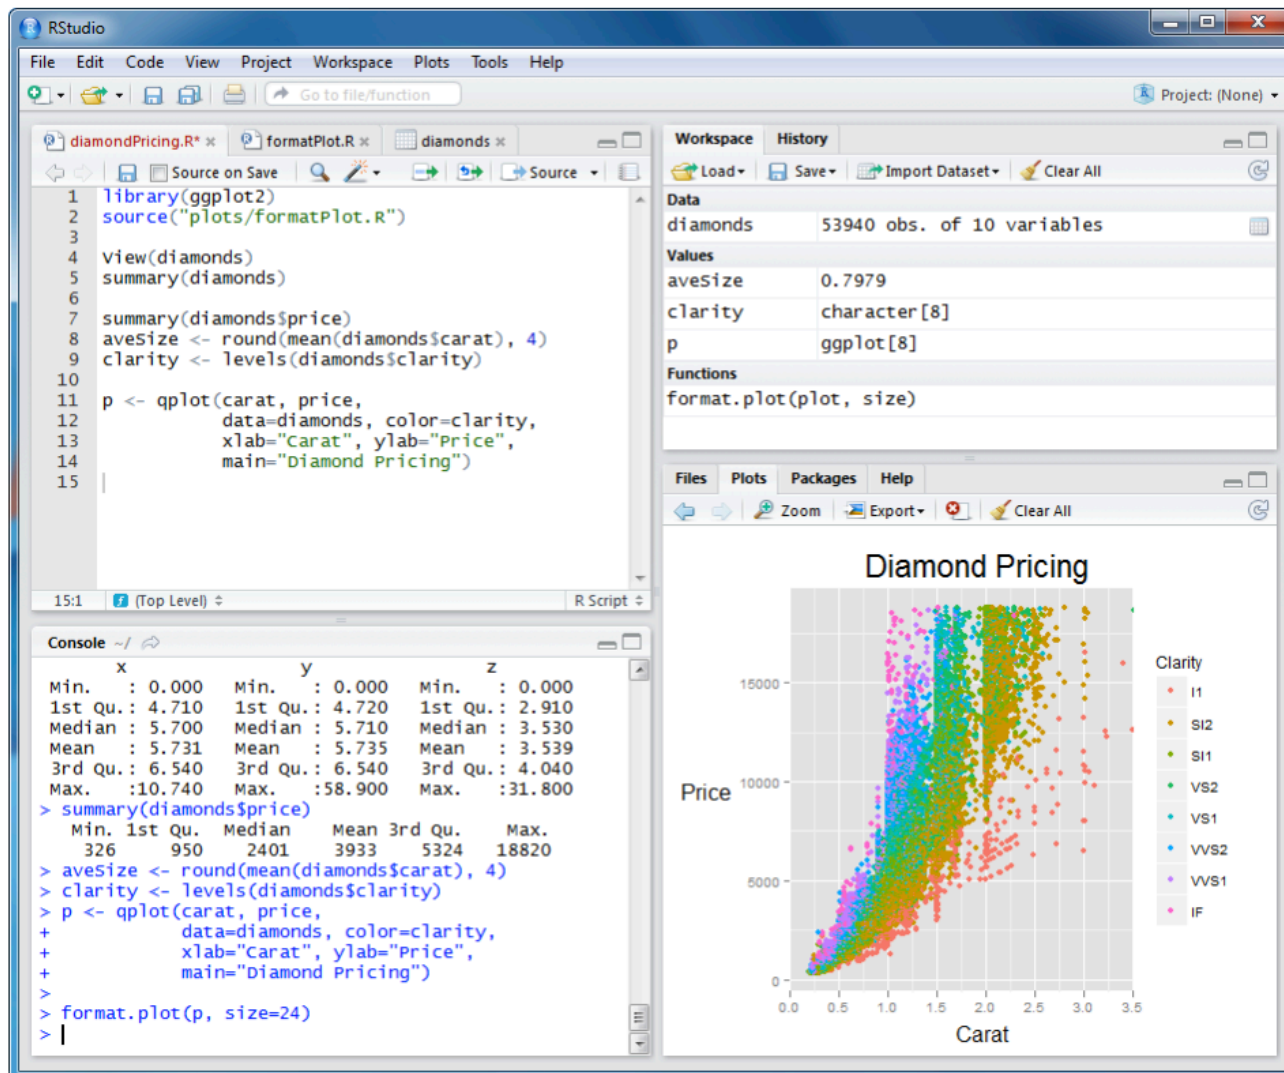 RStudio
File Edit Code View Project Workspace Plots Tools Help
Go to file/function
Project: (None)
diamondPricing.R*
formatPlot.R
diamonds
Source on Save
Source
1 library(ggplot2)
2 source("plots/formatPlot.R")
3
4 View(diamonds)
5 summary(diamonds)
6
7 summary(diamonds$price)
8 aveSize <- round(mean(diamonds$carat), 4)
9 clarity <- levels(diamonds$clarity)
10
11 p <- qplot(carat, price,
12 data=diamonds, color=clarity,
13 xlab="Carat", ylab="Price",
14 main="Diamond Pricing")
15
15:1 (Top Level) R Script
Console ~/
x y z
Min. : 0.000 Min. : 0.000 Min. : 0.000
1st Qu.: 4.710 1st Qu.: 4.720 1st Qu.: 2.910
Median : 5.700 Median : 5.710 Median : 3.530
Mean : 5.731 Mean : 5.735 Mean : 3.539
3rd Qu.: 6.540 3rd Qu.: 6.540 3rd Qu.: 4.040
Max. :10.740 Max. :58.900 Max. :31.800
> summary(diamonds$price)
Min. 1st Qu. Median Mean 3rd Qu. Max.
326 950 2401 3933 5324 18820
> aveSize <- round(mean(diamonds$carat), 4)
> clarity <- levels(diamonds$clarity)
> p <- qplot(carat, price,
+ data=diamonds, color=clarity,
+ xlab="Carat", ylab="Price",
+ main="Diamond Pricing")
>
> format.plot(p, size=24)
>
Workspace History
Load Save Import Dataset Clear All
Data
diamonds 53940 obs. of 10 variables
Values
aveSize 0.7979
clarity character[8]
p ggplot[8]
Functions
format.plot(plot, size)
Files Plots Packages Help
Zoom Export Clear All
Diamond Pricing
Price
15000
10000
5000
0
0.0 0.5 1.0 1.5 2.0 2.5 3.0 3.5
Carat
Clarity
I1
SI2
SI1
VS2
VS1
VVS2
VVS1
IF